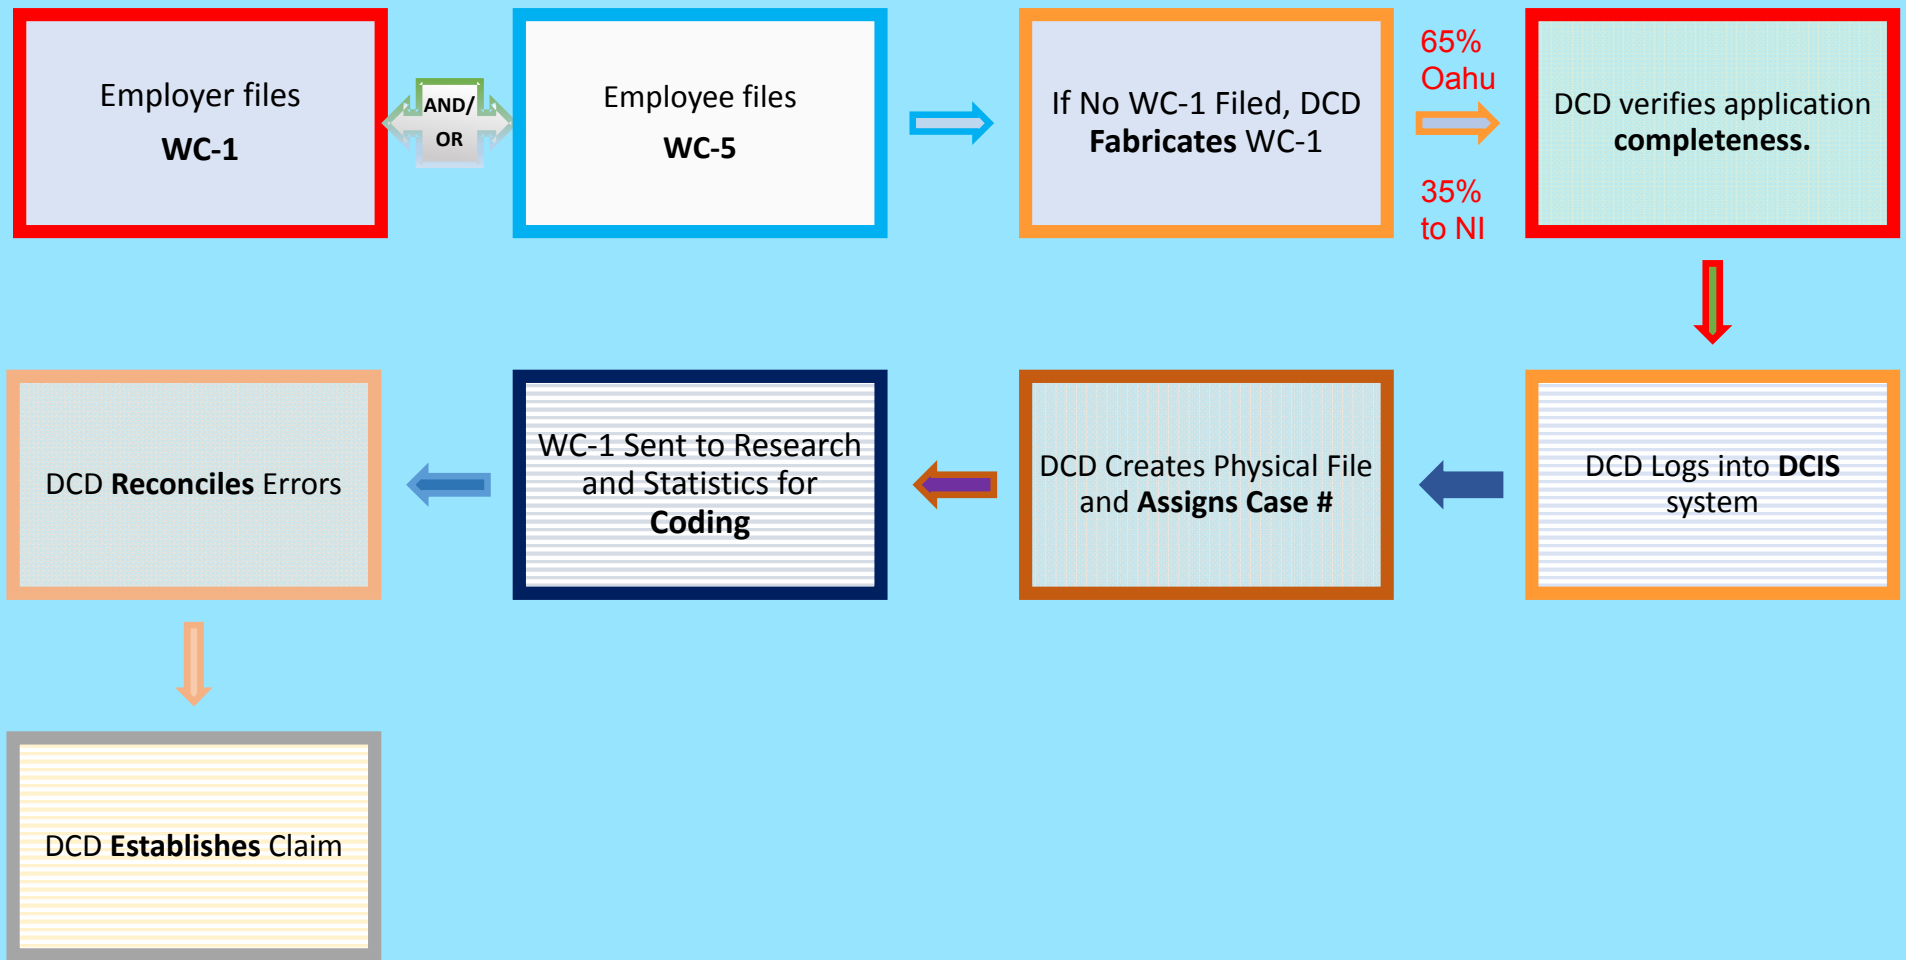 Employer files
WC-1
AND/
OR
Employee files
WC-5
If No WC-1 Filed, DCD
Fabricates WC-1
65%
Oahu
35%
to NI
DCD verifies application
completeness.
DCD Logs into DCIS
system
DCD Creates Physical File
and Assigns Case #
WC-1 Sent to Research
and Statistics for
Coding
DCD Reconciles Errors
DCD Establishes Claim